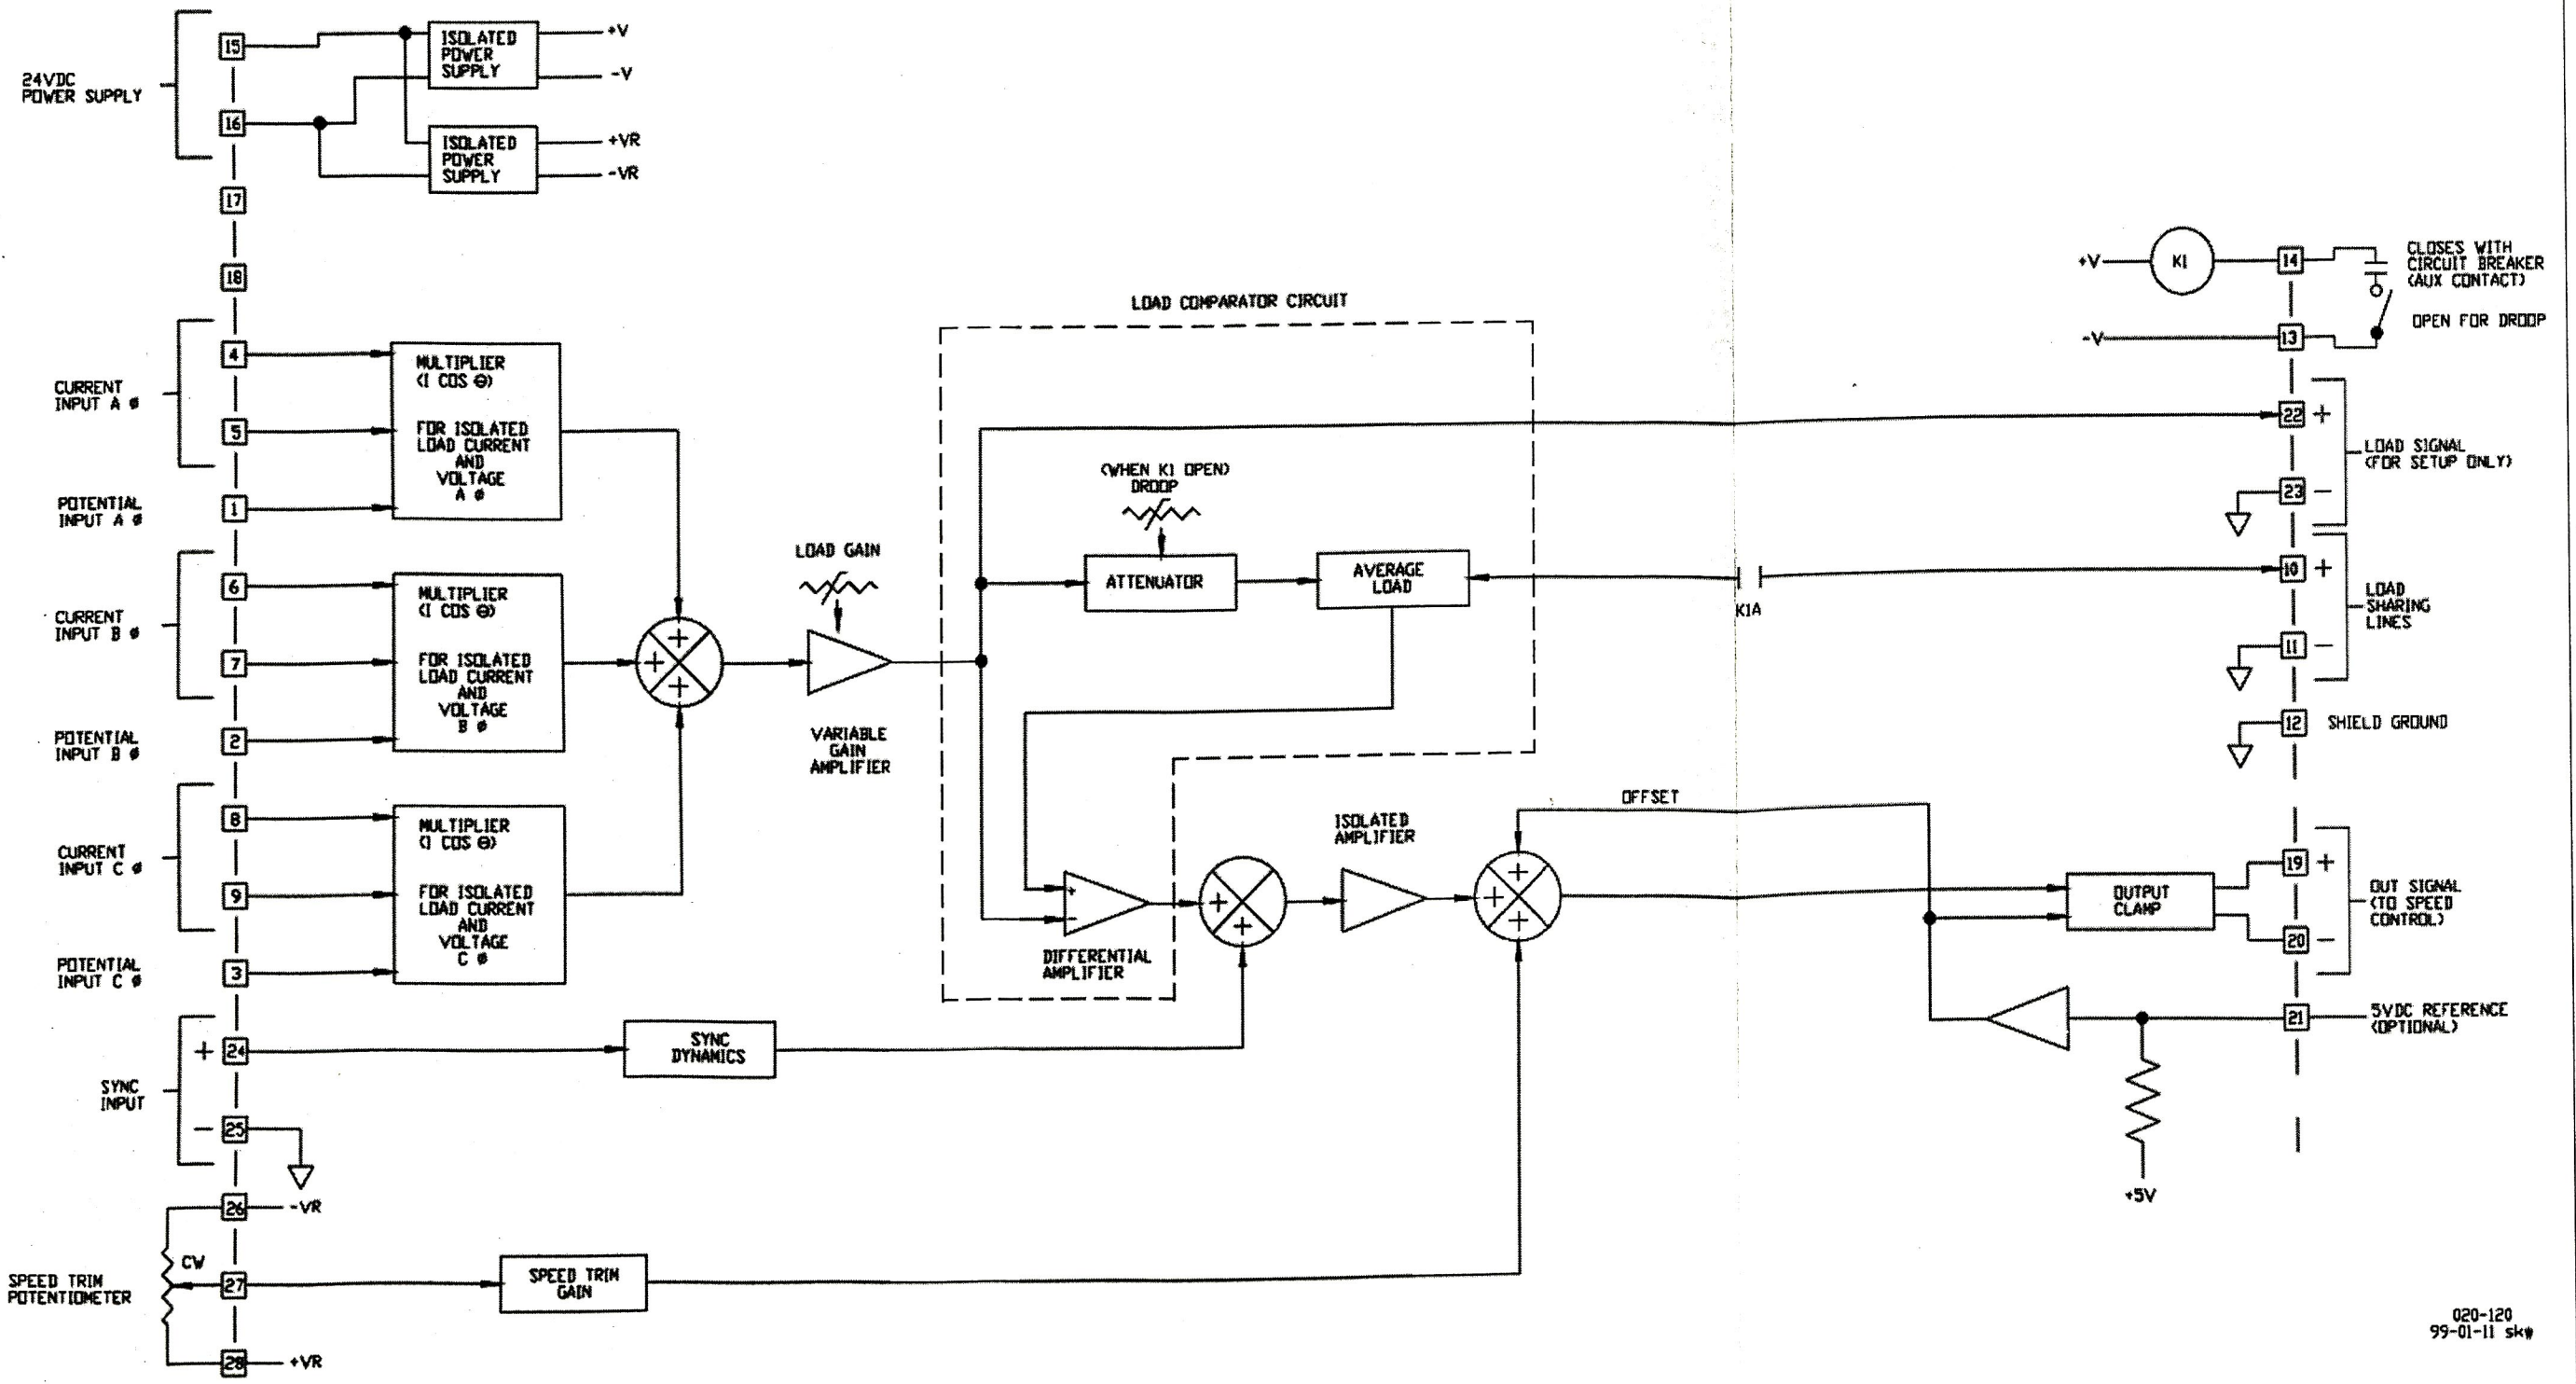 24VDC
POWER SUPPLY
15
16
17
18
ISOLATED
POWER
SUPPLY
+V
-V
ISOLATED
POWER
SUPPLY
+VR
-VR
CURRENT
INPUT A ø
4
5
POTENTIAL
INPUT A ø
1
MULTIPLIER
(I COS Θ)
FOR ISOLATED
LOAD CURRENT
AND
VOLTAGE
A ø
CURRENT
INPUT B ø
6
7
POTENTIAL
INPUT B ø
2
MULTIPLIER
(I COS Θ)
FOR ISOLATED
LOAD CURRENT
AND
VOLTAGE
B ø
CURRENT
INPUT C ø
8
9
POTENTIAL
INPUT C ø
3
MULTIPLIER
(I COS Θ)
FOR ISOLATED
LOAD CURRENT
AND
VOLTAGE
C ø
+
+
+
LOAD GAIN
VARIABLE
GAIN
AMPLIFIER
LOAD COMPARATOR CIRCUIT
(WHEN K1 OPEN)
DROOP
ATTENUATOR
AVERAGE
LOAD
K1A
+
-
DIFFERENTIAL
AMPLIFIER
+
+
ISOLATED
AMPLIFIER
OFFSET
+
+
+
SYNC
INPUT
+
24
-
25
SYNC
DYNAMICS
SPEED TRIM
POTENTIOMETER
CW
26
-VR
27
28
+VR
SPEED TRIM
GAIN
+V
K1
14
-V
13
CLOSES WITH
CIRCUIT BREAKER
(AUX CONTACT)
OPEN FOR DROOP
22
+
23
-
LOAD SIGNAL
(FOR SETUP ONLY)
10
+
11
-
LOAD
SHARING
LINES
12
SHIELD GROUND
OUTPUT
CLAMP
19
+
20
-
OUT SIGNAL
(TO SPEED
CONTROL)
21
5VDC REFERENCE
(OPTIONAL)
+5V
020-120
99-01-11 skw